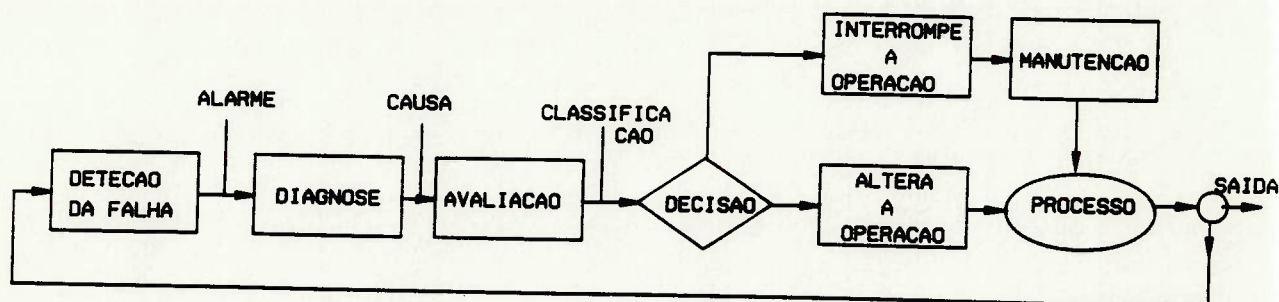 INTERROMPE
A
OPERACAO
MANUTENCAO
ALARME
CAUSA
CLASSIFICA
CAO
DETECAO
DA FALHA
DIAGNOSE
AVALIACAO
DECISAO
ALTERA
A
OPERACAO
PROCESSO
SAIDA